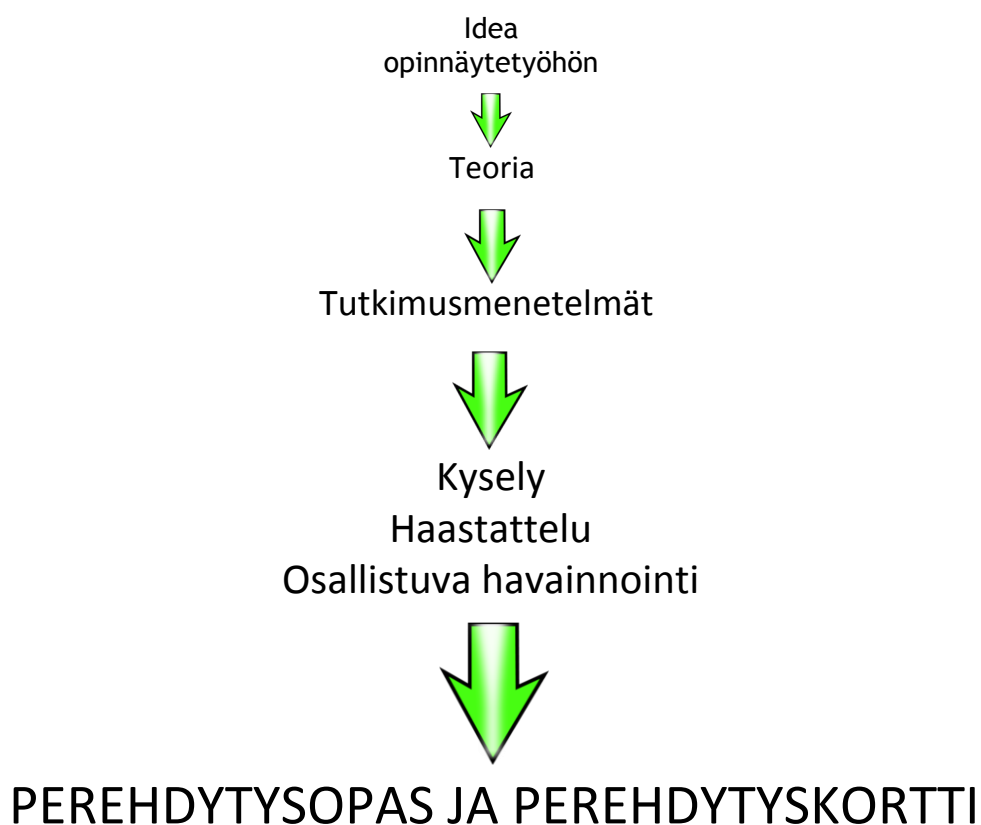 Idea
opinnäytetyöhön
Teoria
Tutkimusmenetelmät
Kysely
Haastattelu
Osallistuva havainnointi
PEREHDYTYSOPAS JA PEREHDYTYSKORTTI